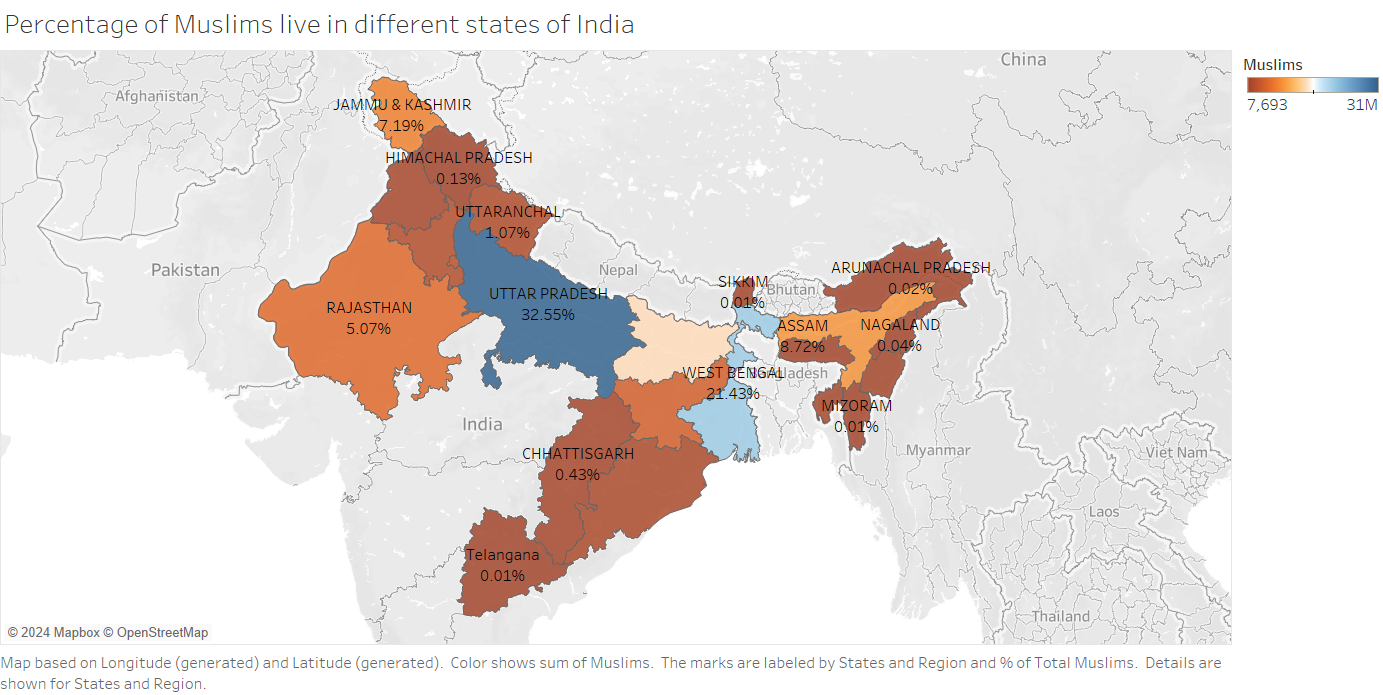 Percentage of Muslims live in different states of India
Muslims
7,693 31M
China
Afghanistan
JAMMU & KASHMIR
7.19%
HIMACHAL PRADESH
0.13%
UTTARANCHAL
1.07%
Pakistan
Nepal
SIKKIM
0.01%
Bhutan
ARUNACHAL PRADESH
0.02%
UTTAR PRADESH
32.55%
RAJASTHAN
5.07%
ASSAM
8.72%
NAGALAND
0.04%
WEST BENGAL
21.43%
Bangladesh
MIZORAM
0.01%
India
CHHATTISGARH
0.43%
Myanmar
Viet Nam
Laos
Telangana
0.01%
Thailand
© 2024 Mapbox © OpenStreetMap
Map based on Longitude (generated) and Latitude (generated). Color shows sum of Muslims. The marks are labeled by States and Region and % of Total Muslims. Details are
shown for States and Region.